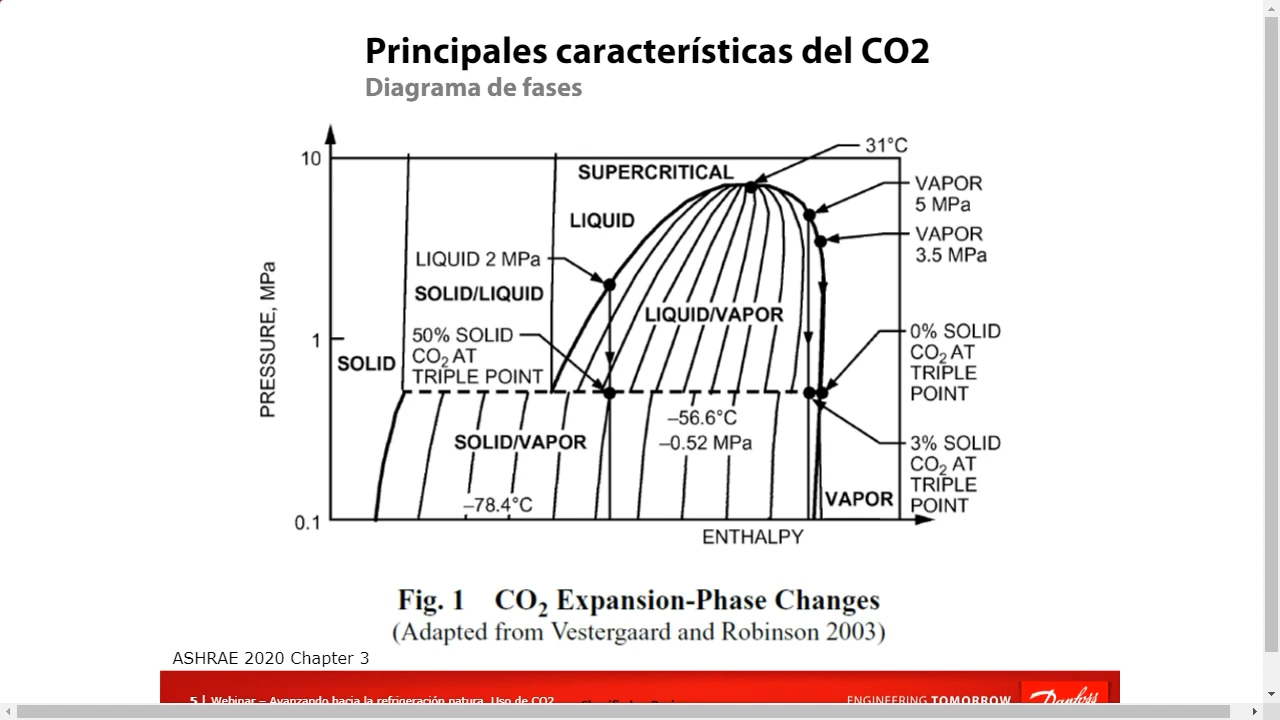 Principales características del CO2
Diagrama de fases
31°C
10
SUPERCRITICAL
VAPOR
5 MPa
LIQUID
VAPOR
3.5 MPa
LIQUID 2 MPa
SOLID/LIQUID
LIQUID/VAPOR
PRESSURE, MPa
1
50% SOLID
CO2 AT
TRIPLE POINT
SOLID
0% SOLID
CO2 AT
TRIPLE
POINT
–56.6°C
–0.52 MPa
SOLID/VAPOR
3% SOLID
CO2 AT
TRIPLE
POINT
–78.4°C
VAPOR
0.1
ENTHALPY
Fig. 1 CO2 Expansion-Phase Changes
(Adapted from Vestergaard and Robinson 2003)
ASHRAE 2020 Chapter 3
5 | Webinar – Avanzando hacia la refrigeración natura. Uso de CO2
ENGINEERING TOMORROW
Danfoss